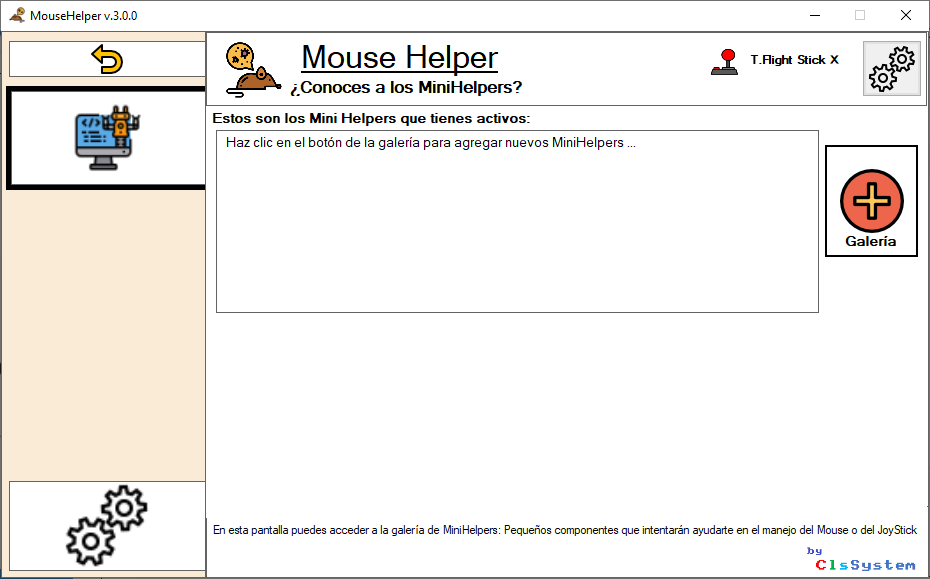 MouseHelper v.3.0.0
Mouse Helper
¿Conoces a los MiniHelpers?
T.Flight Stick X
Estos son los Mini Helpers que tienes activos:
Haz clic en el botón de la galería para agregar nuevos MiniHelpers ...
Galería
En esta pantalla puedes acceder a la galería de MiniHelpers: Pequeños componentes que intentarán ayudarte en el manejo del Mouse o del JoyStick
by
ClsSystem